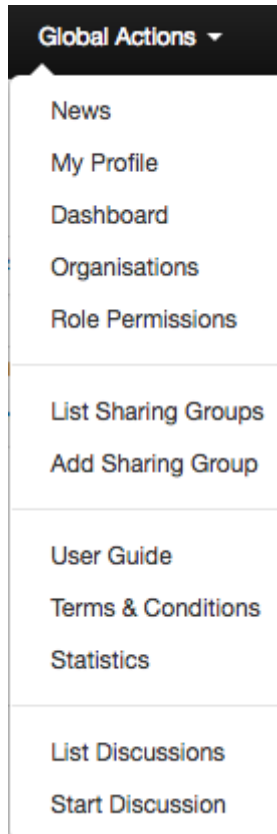 Global Actions
News
My Profile
Dashboard
Organisations
Role Permissions
List Sharing Groups
Add Sharing Group
User Guide
Terms & Conditions
Statistics
List Discussions
Start Discussion